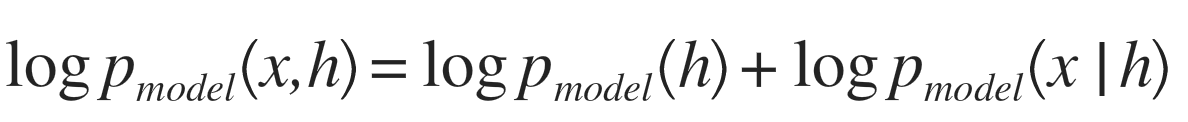 log p_model(x,h) = log p_model(h) + log p_model(x | h)